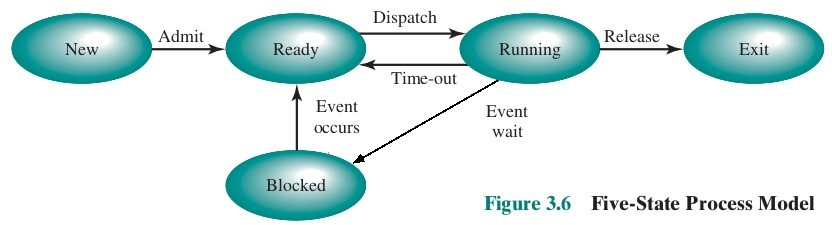 Dispatch
New
Admit
Ready
Running
Release
Exit
Time-out
Event
occurs
Event
wait
Blocked
Figure 3.6 Five-State Process Model